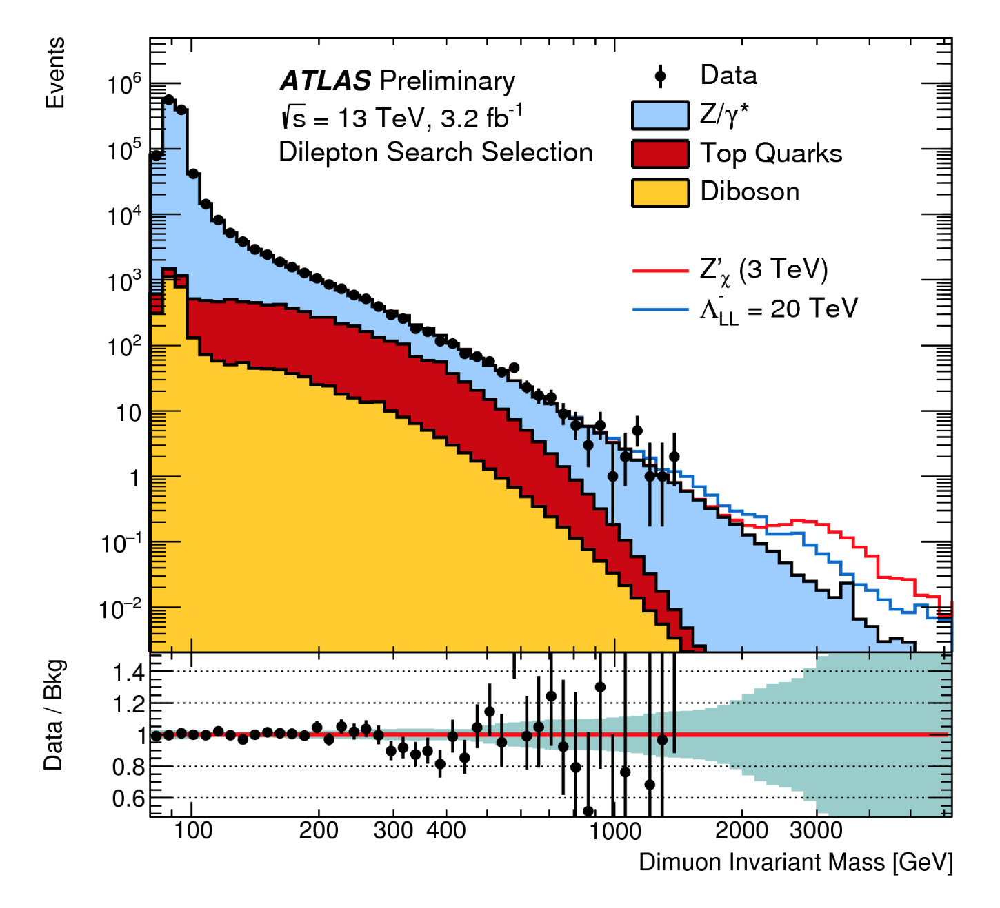 Events
10⁶
10⁵
10⁴
10³
10²
10
1
10⁻¹
10⁻²
ATLAS Preliminary
√s = 13 TeV, 3.2 fb⁻¹
Dilepton Search Selection
Data
Z/γ*
Top Quarks
Diboson
Z'χ (3 TeV)
Λ⁻LL = 20 TeV
Data / Bkg
1.4
1.2
1
0.8
0.6
100 200 300 400 1000 2000 3000
Dimuon Invariant Mass [GeV]